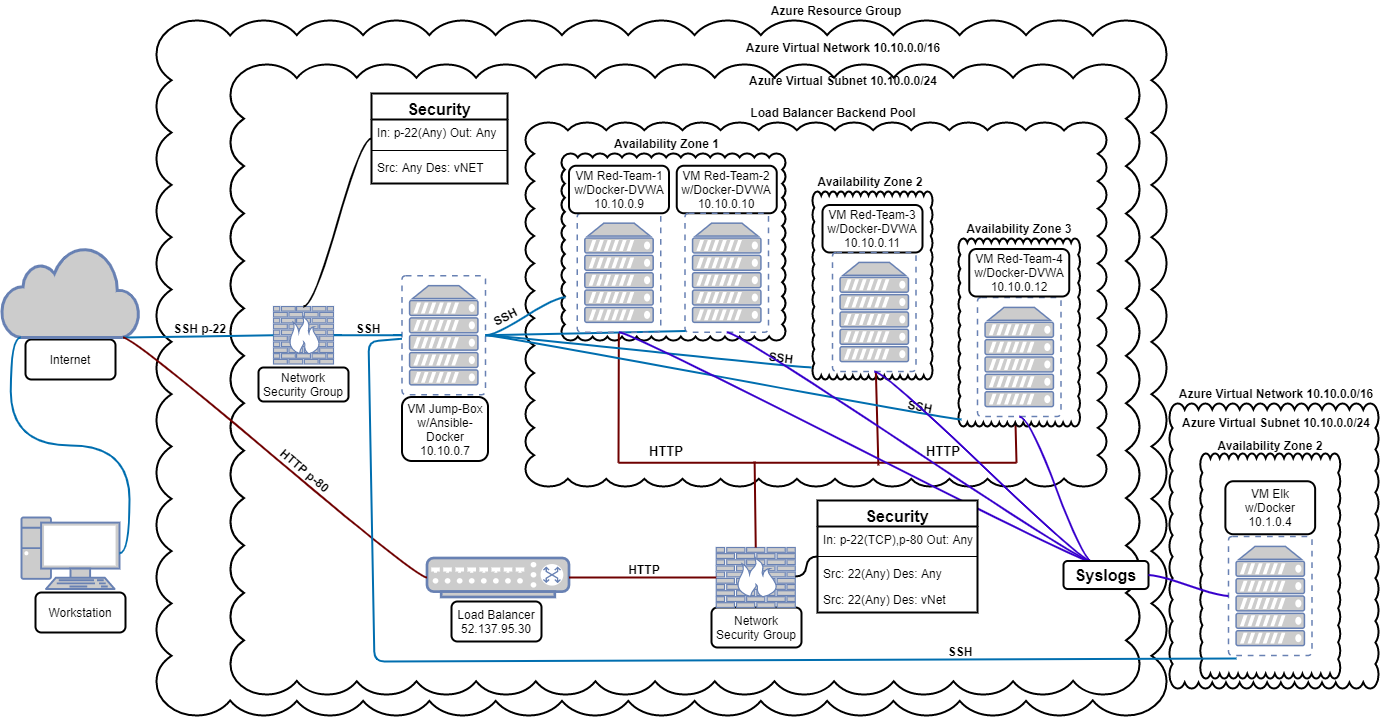 Azure Resource Group
Azure Virtual Network 10.10.0.0/16
Azure Virtual Subnet 10.10.0.0/24
Security
In: p-22(Any) Out: Any
Src: Any Des: vNET
Load Balancer Backend Pool
Availability Zone 1
VM Red-Team-1
w/Docker-DVWA
10.10.0.9
VM Red-Team-2
w/Docker-DVWA
10.10.0.10
Availability Zone 2
VM Red-Team-3
w/Docker-DVWA
10.10.0.11
Availability Zone 3
VM Red-Team-4
w/Docker-DVWA
10.10.0.12
Internet
SSH p-22
Network
Security Group
SSH
VM Jump-Box
w/Ansible-
Docker
10.10.0.7
SSH
SSH
SSH
HTTP
HTTP
HTTP p-80
Workstation
Load Balancer
52.137.95.30
HTTP
Network
Security Group
Security
In: p-22(TCP),p-80 Out: Any
Src: 22(Any) Des: Any
Src: 22(Any) Des: vNet
Syslogs
SSH
Azure Virtual Network 10.10.0.0/16
Azure Virtual Subnet 10.10.0.0/24
Availability Zone 2
VM Elk
w/Docker
10.1.0.4